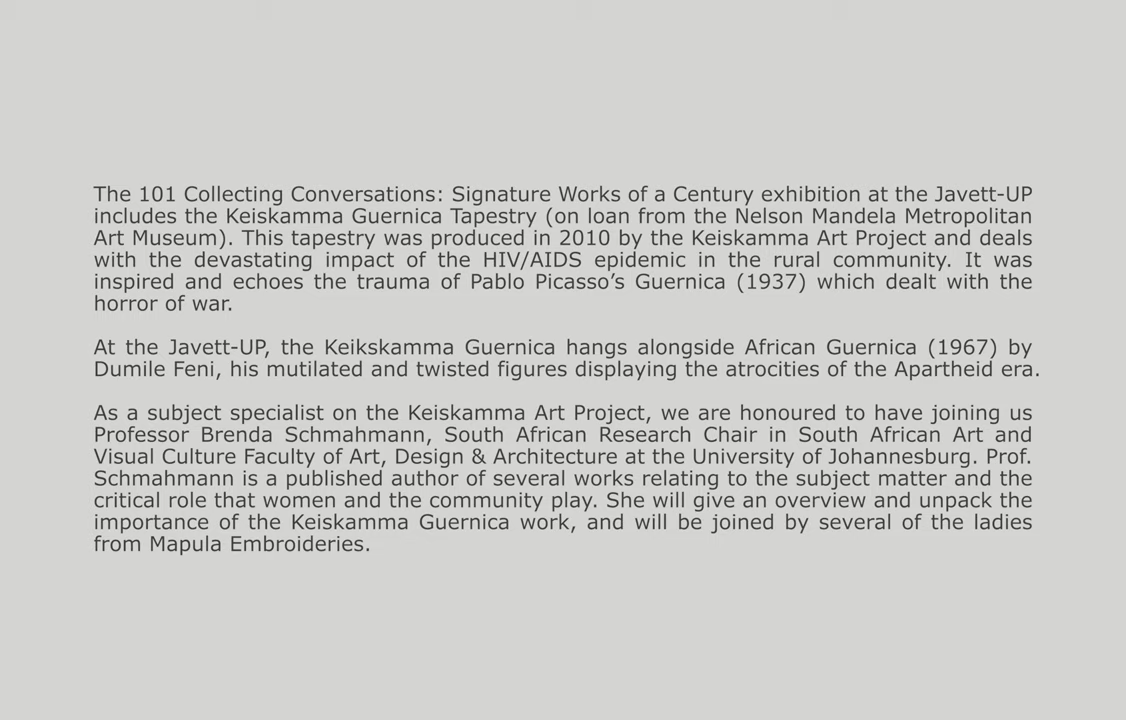 The 101 Collecting Conversations: Signature Works of a Century exhibition at the Javett-UP
includes the Keiskamma Guernica Tapestry (on loan from the Nelson Mandela Metropolitan
Art Museum). This tapestry was produced in 2010 by the Keiskamma Art Project and deals
with the devastating impact of the HIV/AIDS epidemic in the rural community. It was
inspired and echoes the trauma of Pablo Picasso’s Guernica (1937) which dealt with the
horror of war.
At the Javett-UP, the Keikskamma Guernica hangs alongside African Guernica (1967) by
Dumile Feni, his mutilated and twisted figures displaying the atrocities of the Apartheid era.
As a subject specialist on the Keiskamma Art Project, we are honoured to have joining us
Professor Brenda Schmahmann, South African Research Chair in South African Art and
Visual Culture Faculty of Art, Design & Architecture at the University of Johannesburg. Prof.
Schmahmann is a published author of several works relating to the subject matter and the
critical role that women and the community play. She will give an overview and unpack the
importance of the Keiskamma Guernica work, and will be joined by several of the ladies
from Mapula Embroideries.